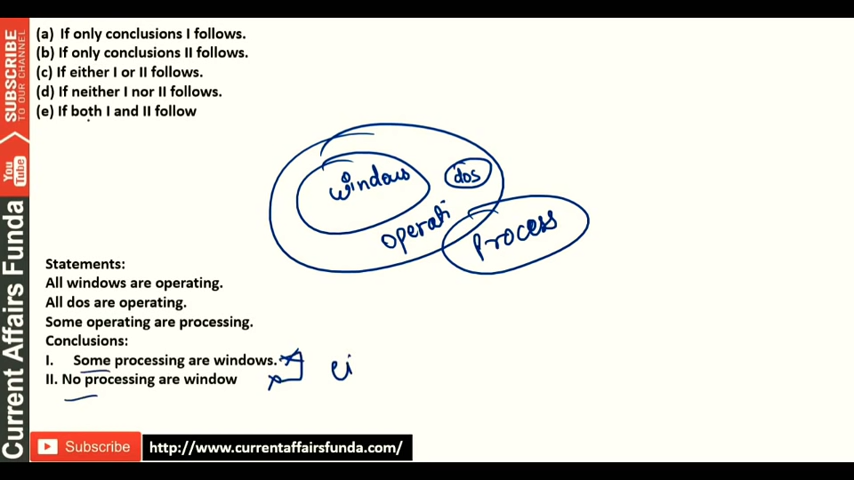 (a) If only conclusions I follows.
(b) If only conclusions II follows.
(c) If either I or II follows.
(d) If neither I nor II follows.
(e) If both I and II follow
windows
dos
operati
process
Statements:
All windows are operating.
All dos are operating.
Some operating are processing.
Conclusions:
I. Some processing are windows.
II. No processing are window
ei
SUBSCRIBE
TO OUR CHANNEL
You Tube
Current Affairs Funda
Subscribe
http://www.currentaffairsfunda.com/